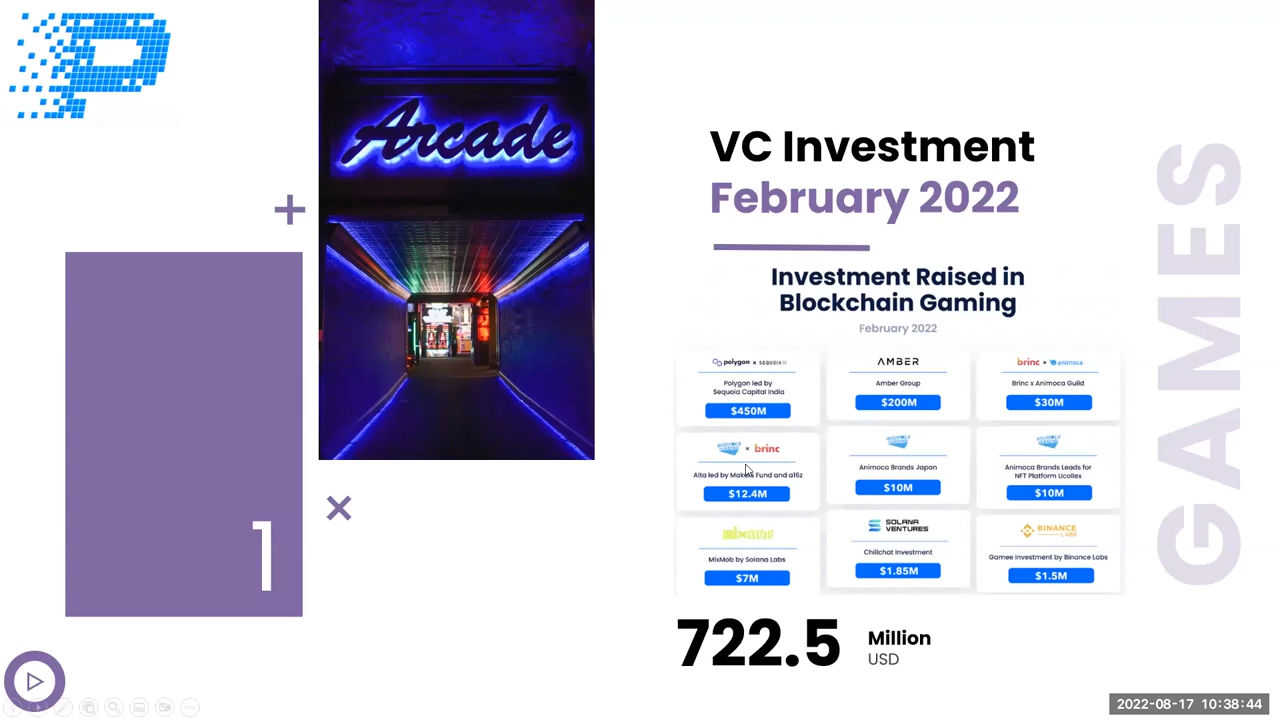 Arcade
1
VC Investment
February 2022
Investment Raised in
Blockchain Gaming
February 2022
polygon x SEQUOIA
Polygon led by
Sequoia Capital India
$450M
AMBER
Amber Group
$200M
brinc x animoca
Brinc x Animoca Guild
$30M
x brinc
Alta led by Makers Fund and a16z
$12.4M
Animoca Brands Japan
$10M
Animoca Brands Leads for
NFT Platform Ucollex
$10M
mixmob
MixMob by Solana Labs
$7M
SOLANA
VENTURES
Chillchat Investment
$1.85M
BINANCE
LABS
Gamee investment by Binance Labs
$1.5M
722.5
Million
USD
GAMES
2022-08-17 10:38:44